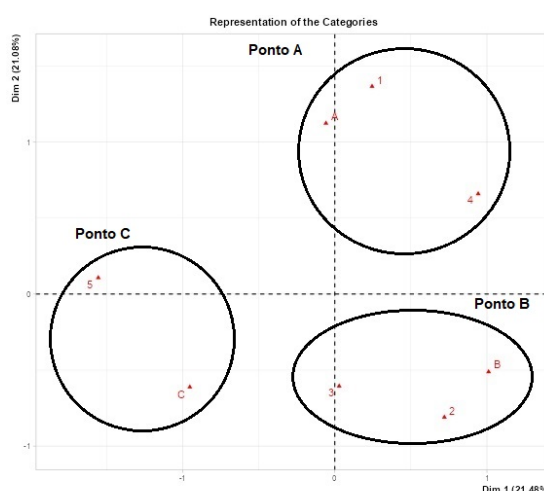 Representation of the Categories
Ponto A
Dim 2 (21.08%)
1
A
1
4
Ponto C
5
0
Ponto B
B
3
C
2
-1
-1
0
1
Dim 1 (21.48%